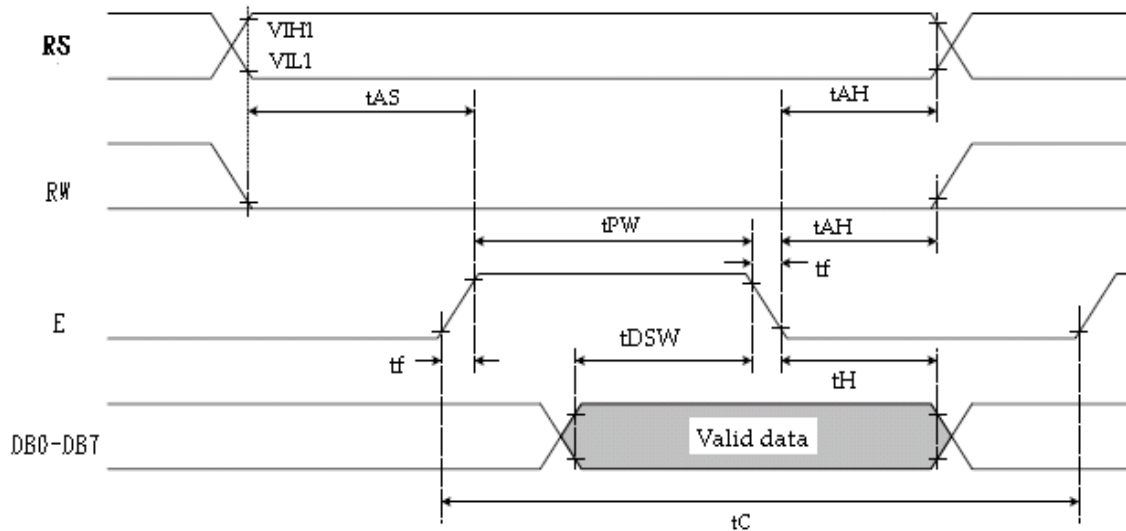 RS
VIH1
VIL1
tAS
tAH
RW
tPW
tAH
tf
E
tDSW
tf
tH
DB0-DB7
Valid data
tC